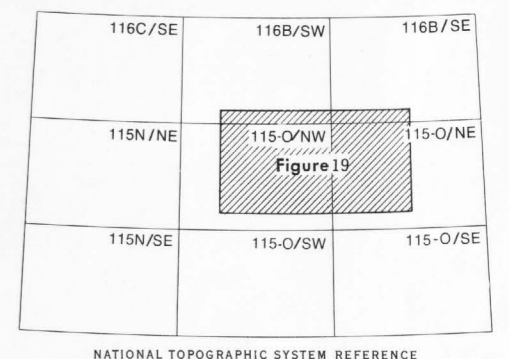 116C/SE 116B/SW 116B/SE
115N/NE 115-O/NW 115-O/NE
Figure 19
115N/SE 115-O/SW 115-O/SE
NATIONAL TOPOGRAPHIC SYSTEM REFERENCE